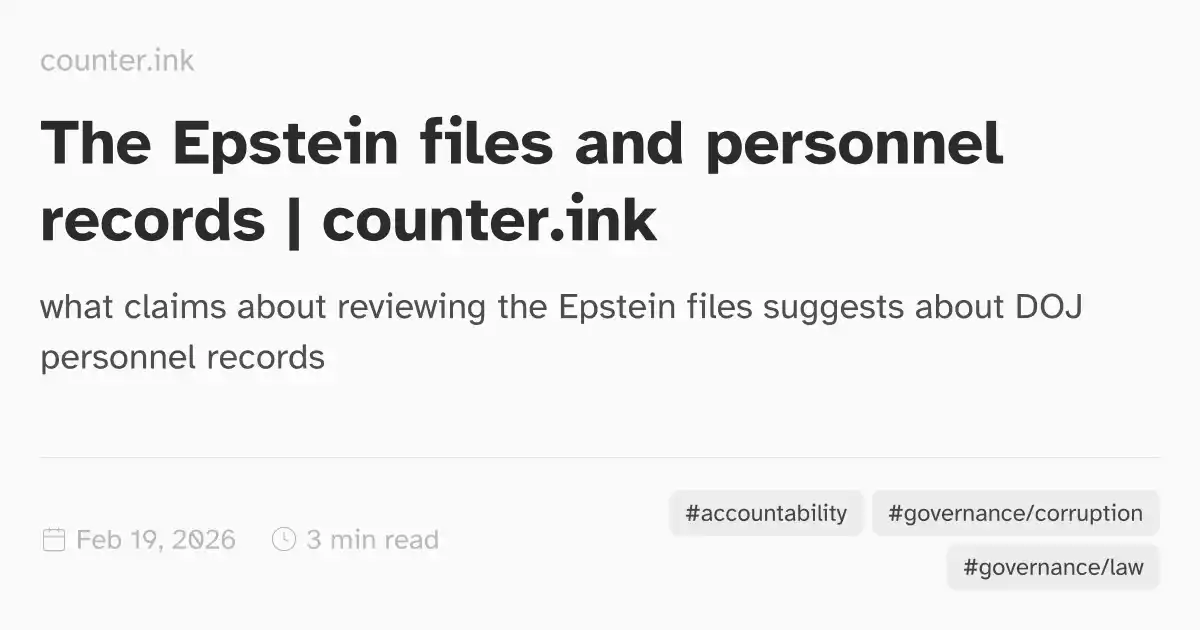 counter.ink
The Epstein files and personnel
records | counter.ink
what claims about reviewing the Epstein files suggests about DOJ
personnel records
Feb 19, 2026
3 min read
#accountability
#governance/corruption
#governance/law